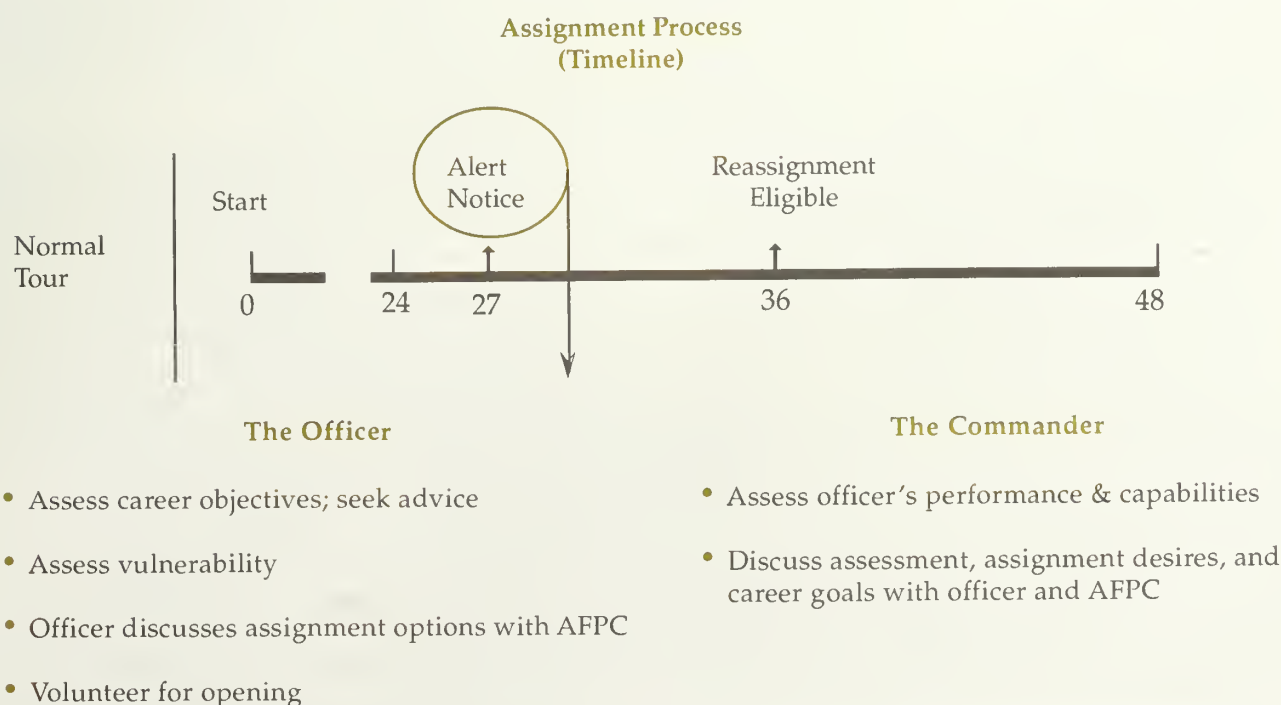 Assignment Process
(Timeline)
Alert
Notice
Reassignment
Eligible
Start
Normal
Tour
0
24
27
36
48
The Officer
• Assess career objectives; seek advice
• Assess vulnerability
• Officer discusses assignment options with AFPC
• Volunteer for opening
The Commander
• Assess officer's performance & capabilities
• Discuss assessment, assignment desires, and
career goals with officer and AFPC